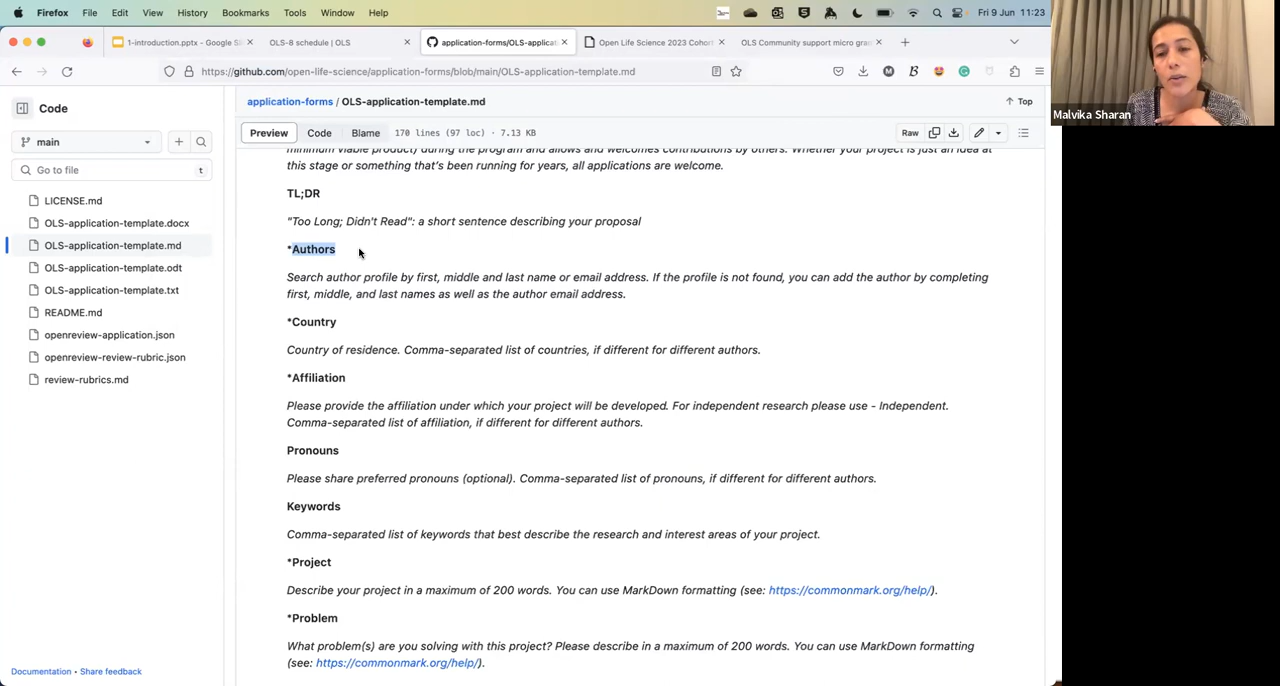 Firefox File Edit View History Bookmarks Tools Window Help Fri 9 Jun 11:23
1-introduction.pptx - Google Sl OLS-8 schedule | OLS application-forms/OLS-applicat Open Life Science 2023 Cohort OLS Community support micro gran
https://github.com/open-life-science/application-forms/blob/main/OLS-application-template.md
Code
application-forms / OLS-application-template.md
Top
main
Preview Code Blame 170 lines (97 loc) · 7.13 KB
Raw
Go to file t
LICENSE.md
OLS-application-template.docx
OLS-application-template.md
OLS-application-template.odt
OLS-application-template.txt
README.md
openreview-application.json
openreview-review-rubric.json
review-rubrics.md
Documentation • Share feedback
minimum viable product) during the program and allows and welcomes contributions by others. Whether your project is just an idea at
this stage or something that's been running for years, all applications are welcome.
TL;DR
"Too Long; Didn't Read": a short sentence describing your proposal
*Authors
Search author profile by first, middle and last name or email address. If the profile is not found, you can add the author by completing
first, middle, and last names as well as the author email address.
*Country
Country of residence. Comma-separated list of countries, if different for different authors.
*Affiliation
Please provide the affiliation under which your project will be developed. For independent research please use - Independent.
Comma-separated list of affiliation, if different for different authors.
Pronouns
Please share preferred pronouns (optional). Comma-separated list of pronouns, if different for different authors.
Keywords
Comma-separated list of keywords that best describe the research and interest areas of your project.
*Project
Describe your project in a maximum of 200 words. You can use MarkDown formatting (see: https://commonmark.org/help/).
*Problem
What problem(s) are you solving with this project? Please describe in a maximum of 200 words. You can use MarkDown formatting
(see: https://commonmark.org/help/).
Malvika Sharan